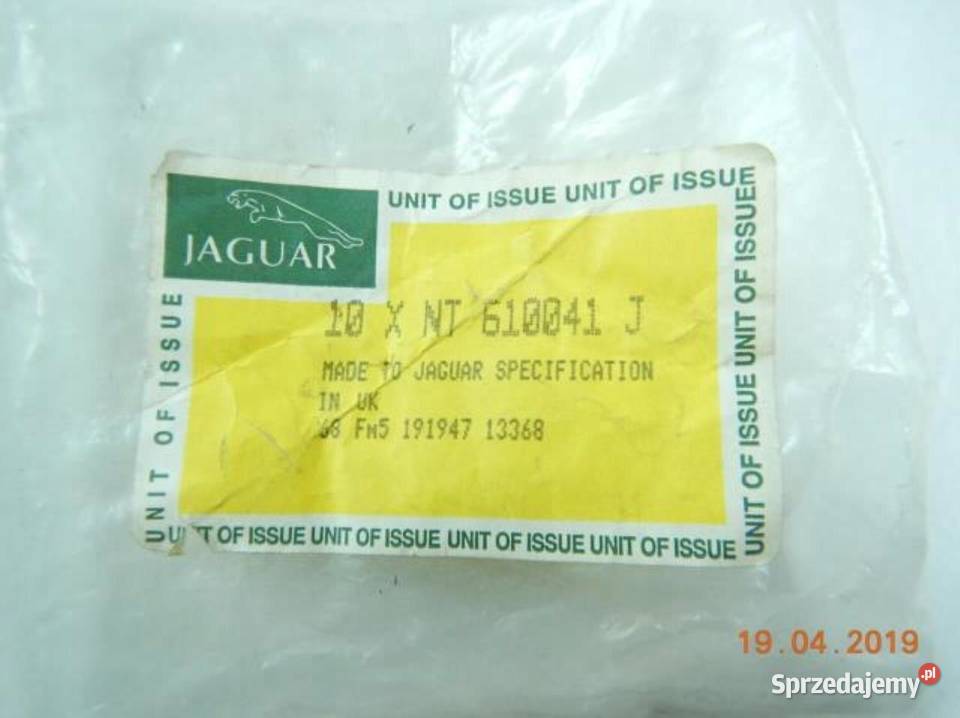 JAGUAR
UNIT OF ISSUE UNIT OF ISSUE
UNIT OF ISSUE UNIT OF ISSUE
UNIT OF ISSUE
10 X NT 610041 J
MADE TO JAGUAR SPECIFICATION
IN UK
68 Fm5 191947 13368
UNIT OF ISSUE UNIT OF ISSUE UNIT OF ISSUE UNIT OF ISSUE
19.04.2019
Sprzedajemy.pl